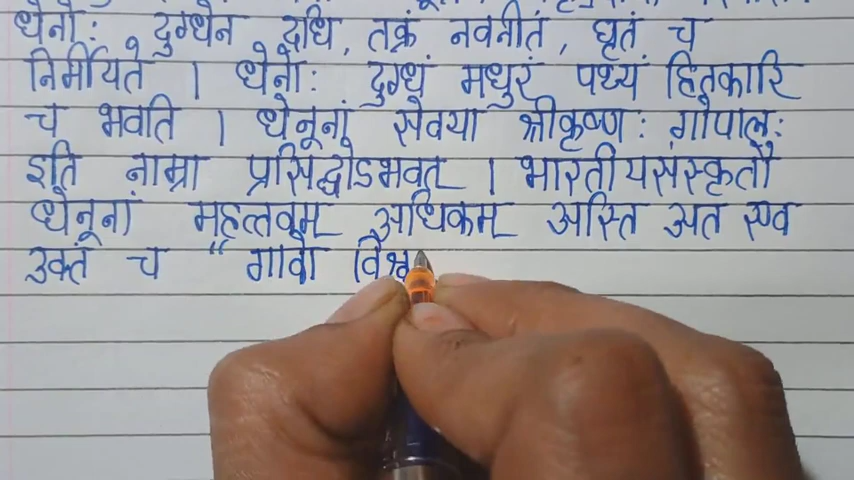 धेनोः दुग्धेन दधि, तक्रं नवनीतं, घृतं च
निर्मीयते । धेनोः दुग्धं मधुरं पथ्यं हितकारि
च भवति । धेनूनां सेवया श्रीकृष्णः गोपालः
इति नाम्ना प्रसिद्धोऽभवत् । भारतीयसंस्कृतौ
धेनूनां महत्त्वम् अधिकम् अस्ति अत एव
उक्तं च “ गावो विश्व